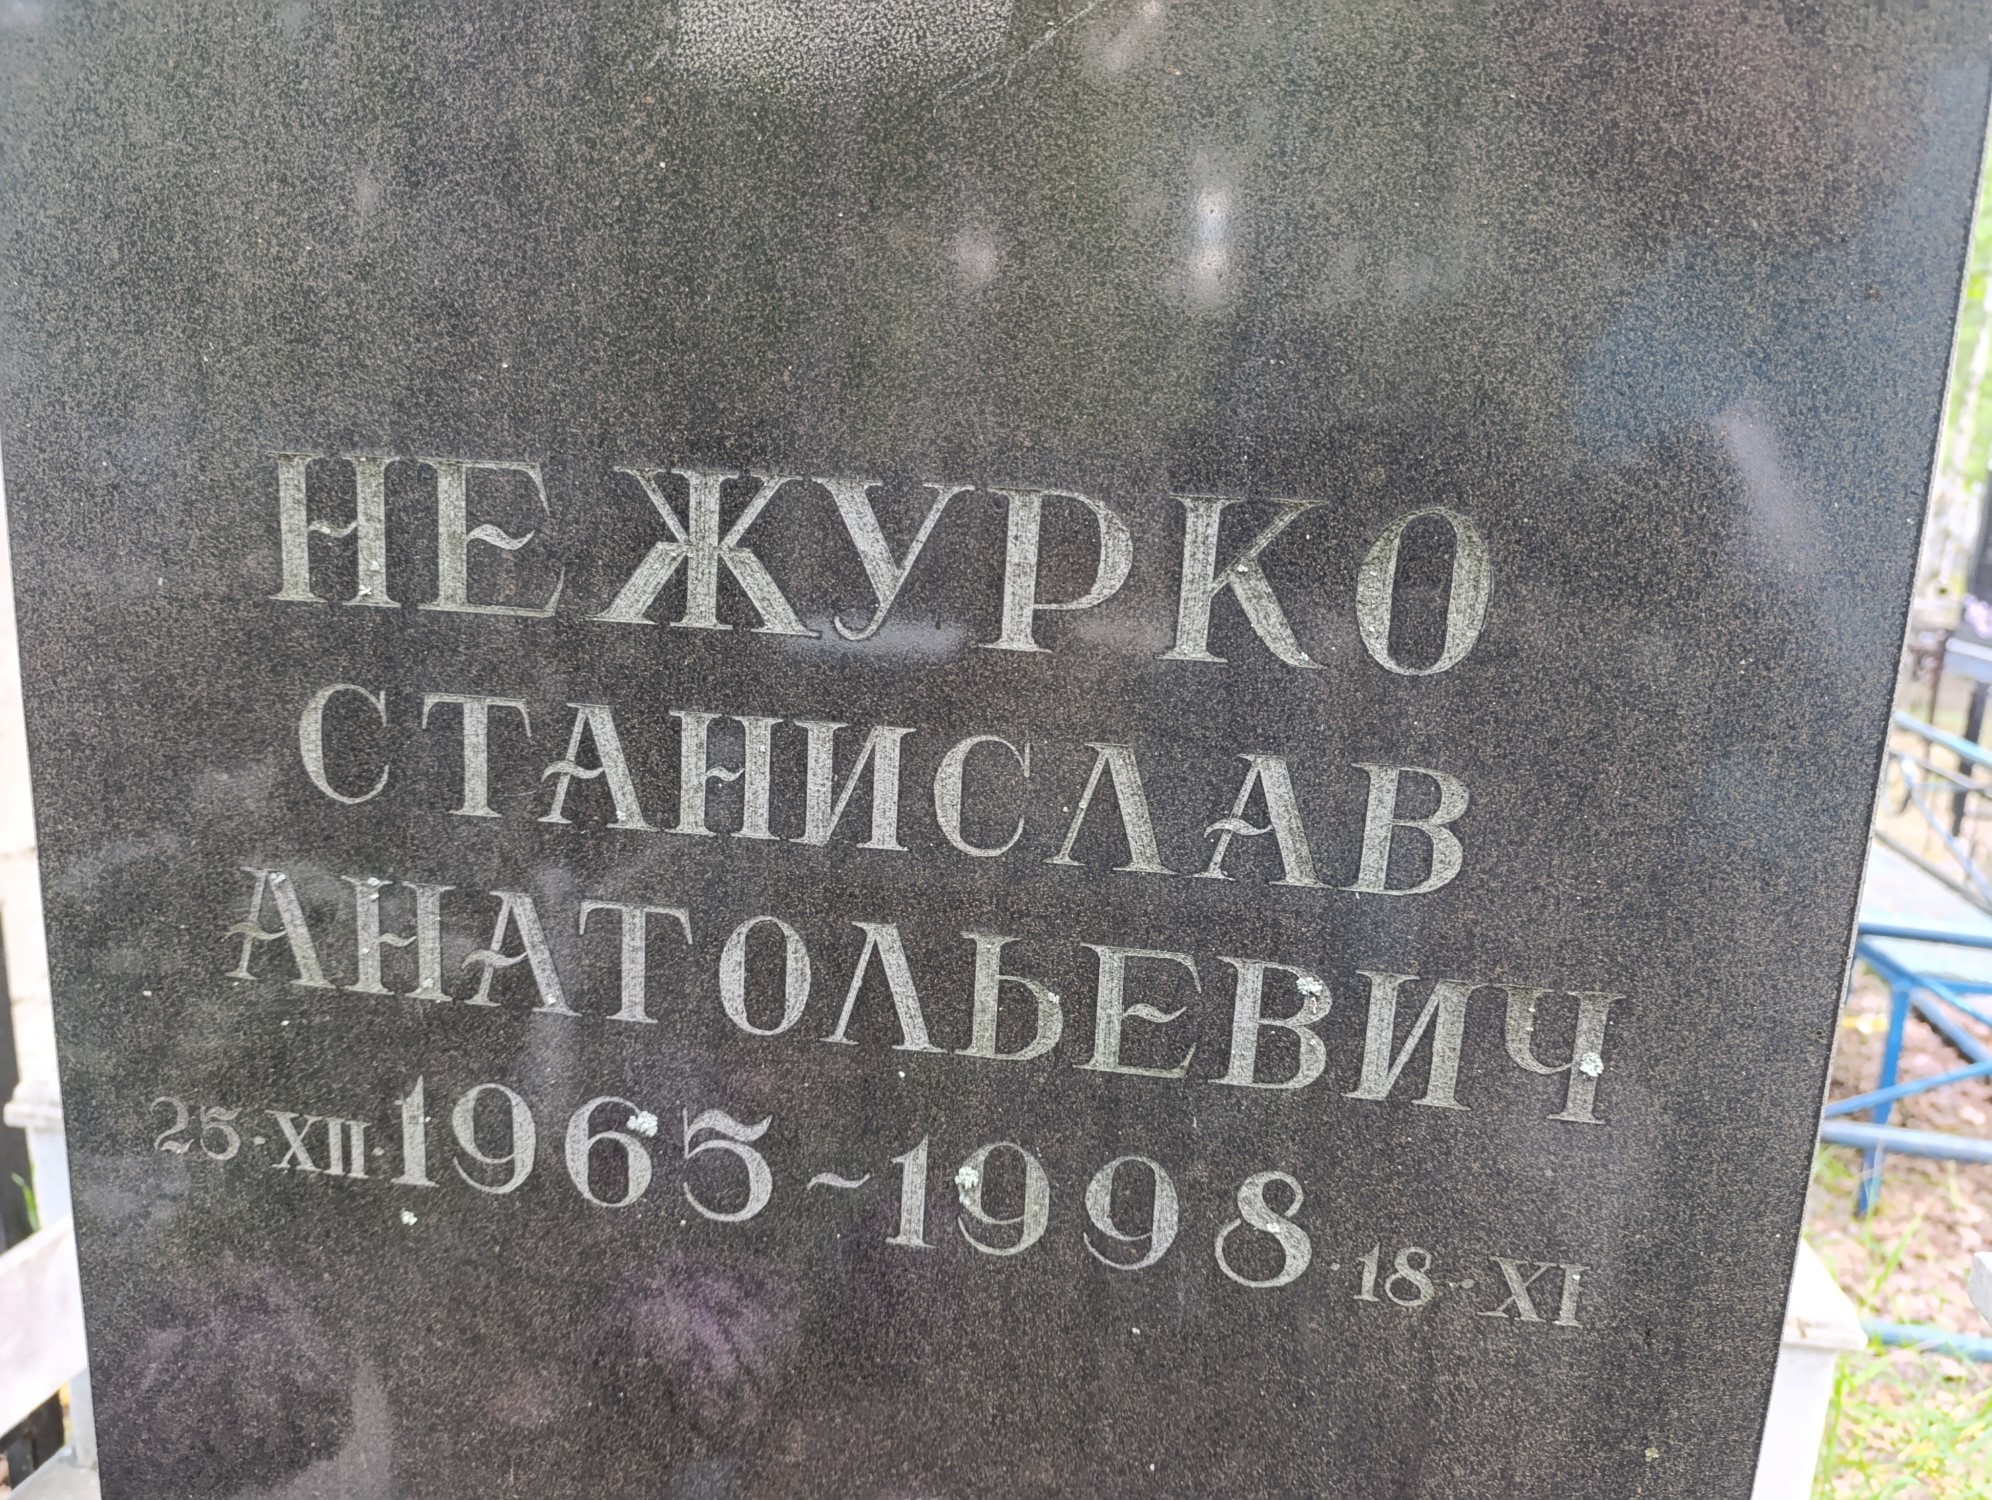 НЕЖУРКО
СТАНИСЛАВ
АНАТОЛЬЕВИЧ
25·XII·1965~1998·18·XI